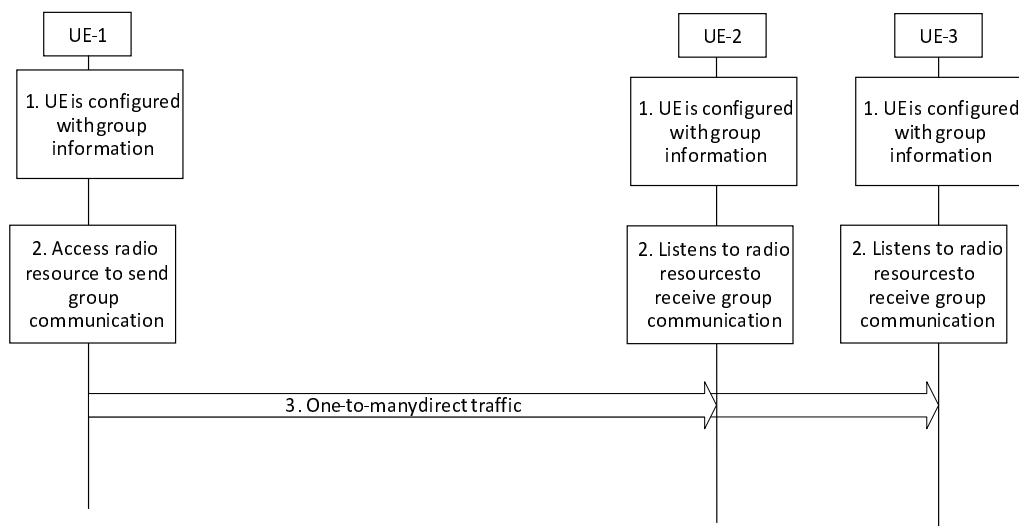 UE-1
UE-2
UE-3
1. UE is configured
with group
information
1. UE is configured
with group
information
1. UE is configured
with group
information
2. Access radio
resource to send
group
communication
2. Listens to radio
resourcesto
receive group
communication
2. Listens to radio
resourcesto
receive group
communication
3. One-to-manydirect traffic